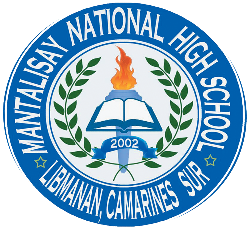 MANTALISAY NATIONAL HIGH SCHOOL
2002
LIBMANAN, CAMARINES SUR